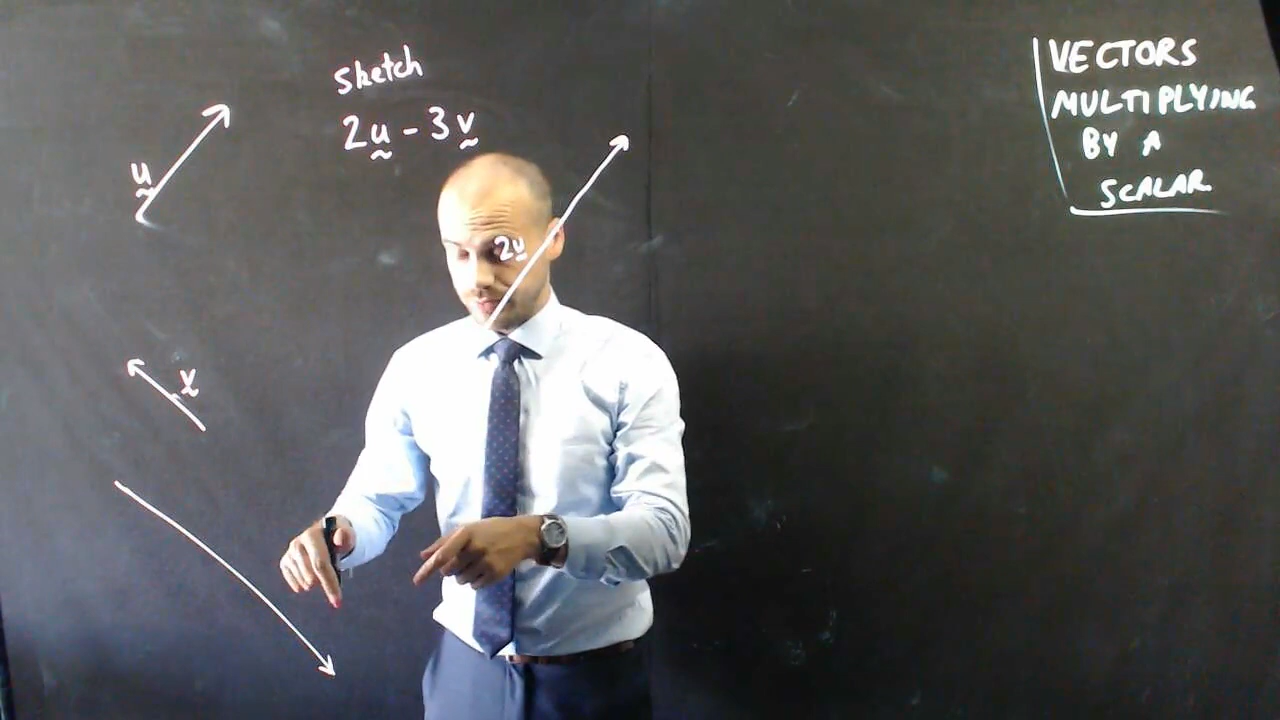 Sketch
2u - 3v
u
2u
v
VECTORS
MULTIPLYING
BY A
SCALAR